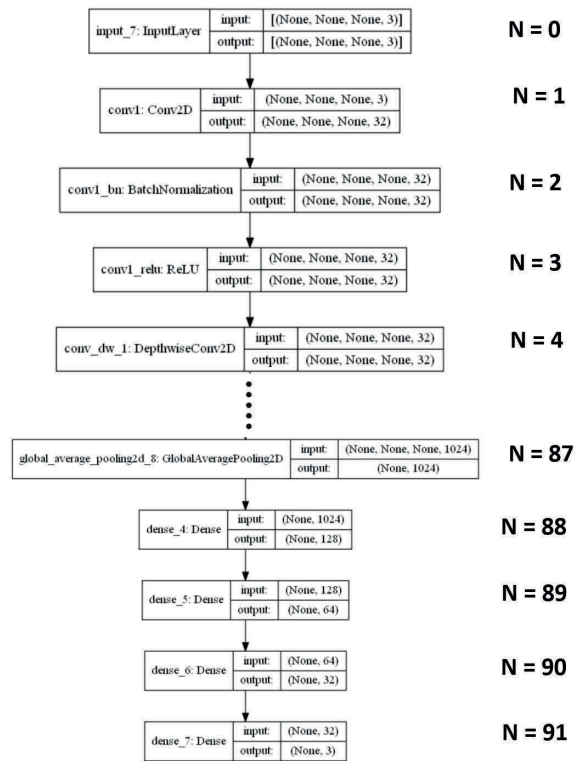 input_7: InputLayer input: [(None, None, None, 3)] N = 0
output: [(None, None, None, 3)]
conv1: Conv2D input: (None, None, None, 3) N = 1
output: (None, None, None, 32)
conv1_bn: BatchNormalization input: (None, None, None, 32) N = 2
output: (None, None, None, 32)
conv1_relu: ReLU input: (None, None, None, 32) N = 3
output: (None, None, None, 32)
conv_dw_1: DepthwiseConv2D input: (None, None, None, 32) N = 4
output: (None, None, None, 32)
global_average_pooling2d_8: GlobalAveragePooling2D input: (None, None, None, 1024) N = 87
output: (None, 1024)
dense_4: Dense input: (None, 1024) N = 88
output: (None, 128)
dense_5: Dense input: (None, 128) N = 89
output: (None, 64)
dense_6: Dense input: (None, 64) N = 90
output: (None, 32)
dense_7: Dense input: (None, 32) N = 91
output: (None, 3)